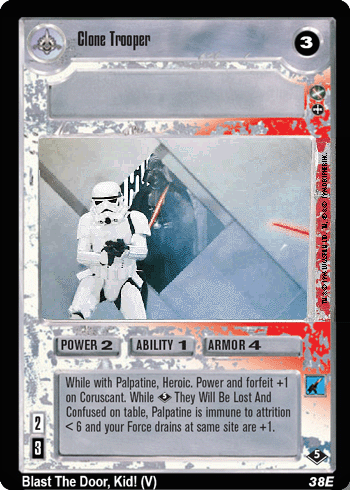 Clone Trooper
3
POWER 2 ABILITY 1 ARMOR 4
While with Palpatine, Heroic. Power and forfeit +1
on Coruscant. While They Will Be Lost And
Confused on table, Palpatine is immune to attrition
< 6 and your Force drains at same site are +1.
2
3
5
Blast The Door, Kid! (V) 38E